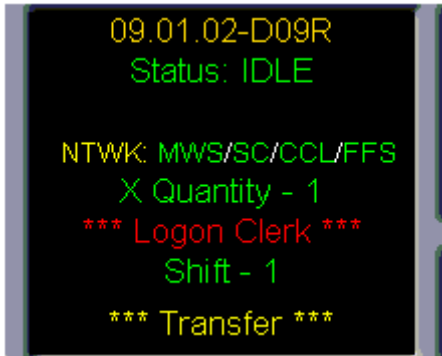 09.01.02-D09R
Status: IDLE
NTWK: MWS/SC/CCL/FFS
X Quantity - 1
*** Logon Clerk ***
Shift - 1
*** Transfer ***